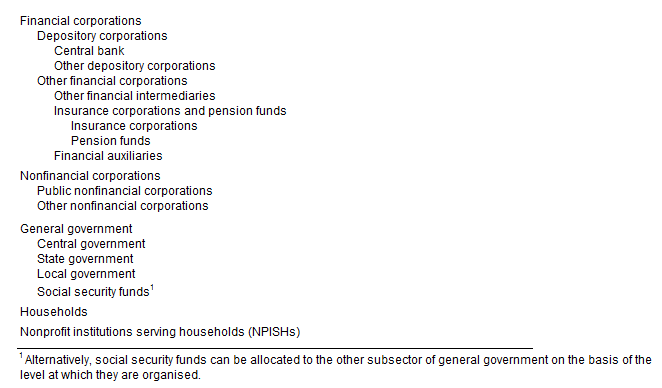 Financial corporations
Depository corporations
Central bank
Other depository corporations
Other financial corporations
Other financial intermediaries
Insurance corporations and pension funds
Insurance corporations
Pension funds
Financial auxiliaries
Nonfinancial corporations
Public nonfinancial corporations
Other nonfinancial corporations
General government
Central government
State government
Local government
Social security funds1
Households
Nonprofit institutions serving households (NPISHs)
1 Alternatively, social security funds can be allocated to the other subsector of general government on the basis of the
level at which they are organised.